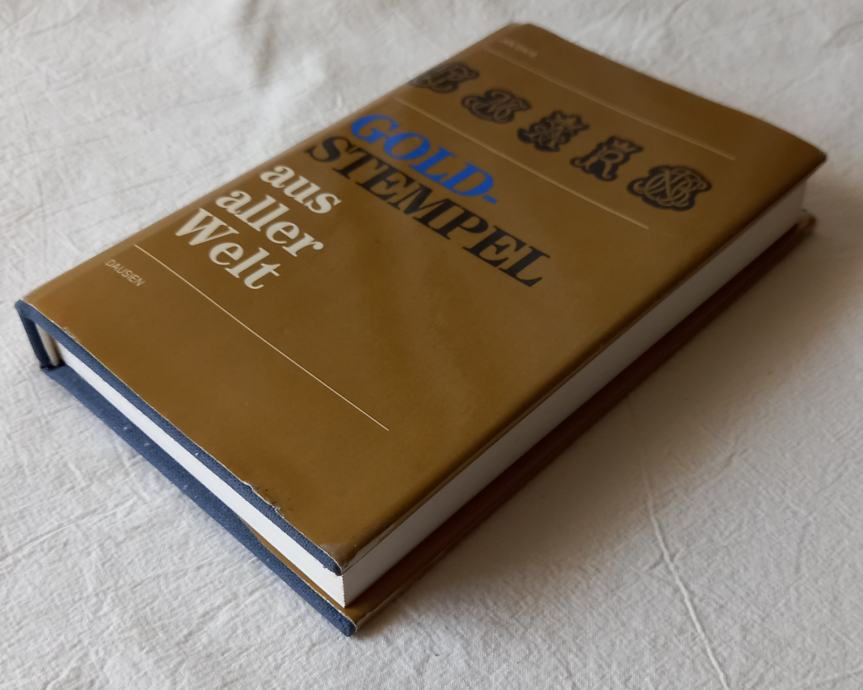 GOLD-
STEMPEL
aus
aller
Welt
DAUSIEN